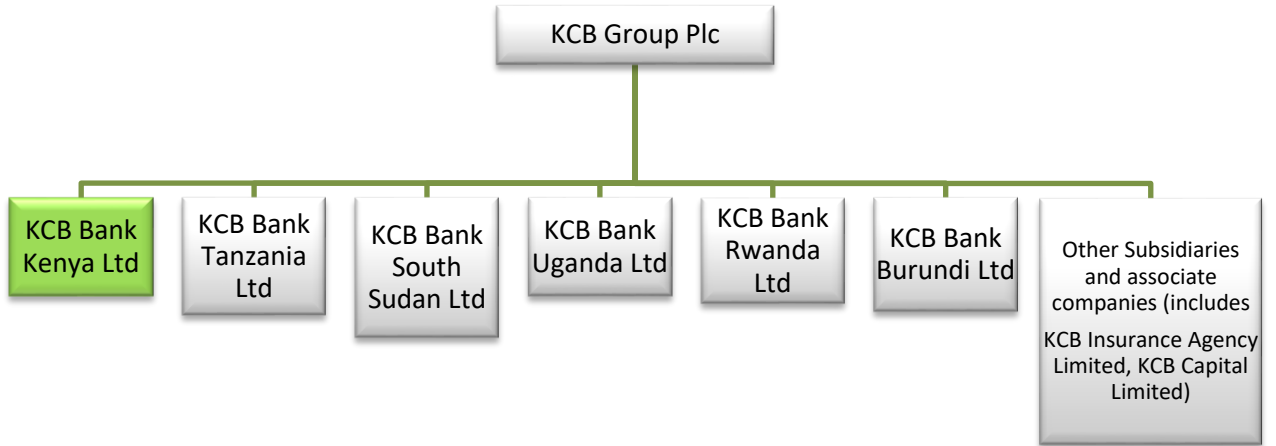 KCB Group Plc
KCB Bank
Kenya Ltd
KCB Bank
Tanzania
Ltd
KCB Bank
South
Sudan Ltd
KCB Bank
Uganda Ltd
KCB Bank
Rwanda
Ltd
KCB Bank
Burundi Ltd
Other Subsidiaries
and associate
companies (includes
KCB Insurance Agency
Limited, KCB Capital
Limited)